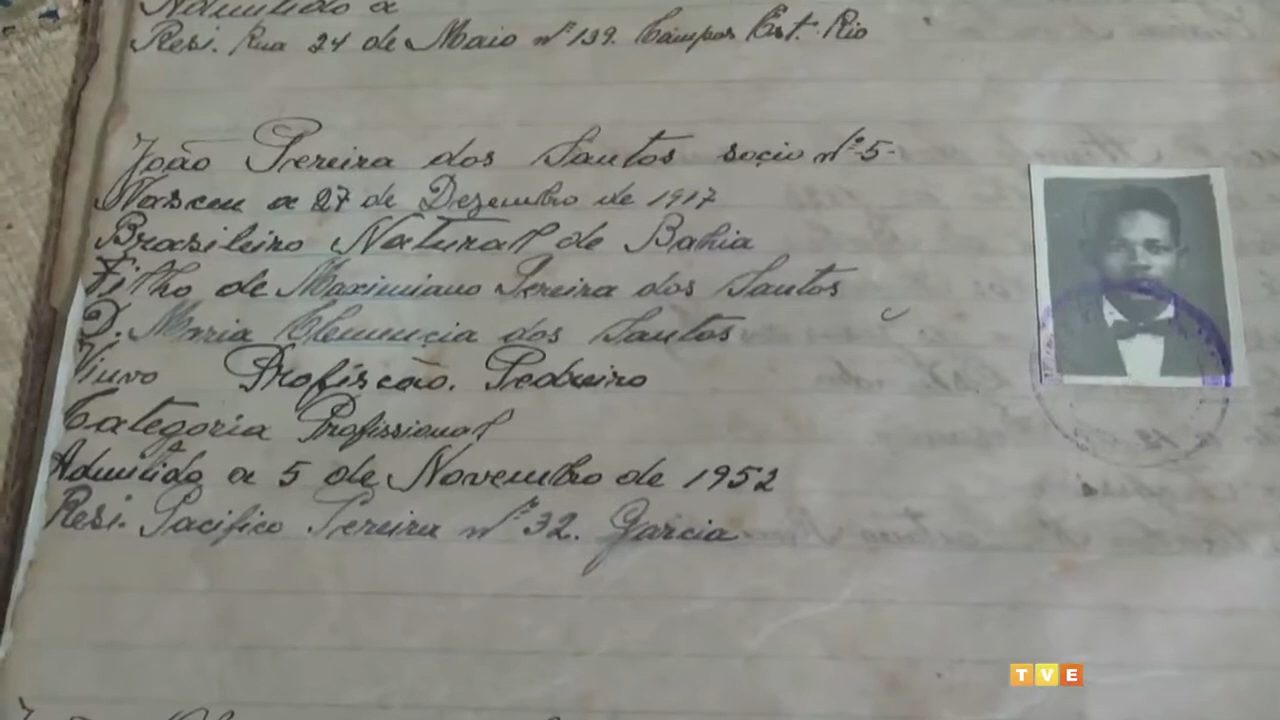 Admitido a
Resi. Rua 24 de Maio nº 139. Campos Est. Rio
João Pereira dos Santos socio nº 5-
Nasceu a 27 de Dezembro de 1917
Brasileiro Natural de Bahia
Filho de Maximiano Pereira dos Santos
D. Maria Clemencia dos Santos
Viuvo Profiscão. Pedreiro
Categoria Profissional
Admitido a 5 de Novembro de 1952
Resi. Pacifico Pereira nº 32. Garcia
TVE